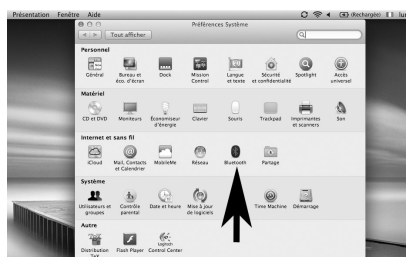 Présentation Fenêtre Aide (Rechargée) lun
Préférences Système
Tout afficher
Personnel
Général Bureau et éco. d'écran Dock Mission Control Langue et texte Sécurité et confidentialité Spotlight Accès universel
Matériel
CD et DVD Moniteurs Économiseur d'énergie Clavier Souris Trackpad Imprimantes et scanners Son
Internet et sans fil
iCloud Mail, Contacts et Calendrier MobileMe Réseau Bluetooth Partage
Système
Utilisateurs et groupes Contrôle parental Date et heure Mise à jour de logiciels Time Machine Démarrage
Autre
Distribution Flash Player Logitech Control Center